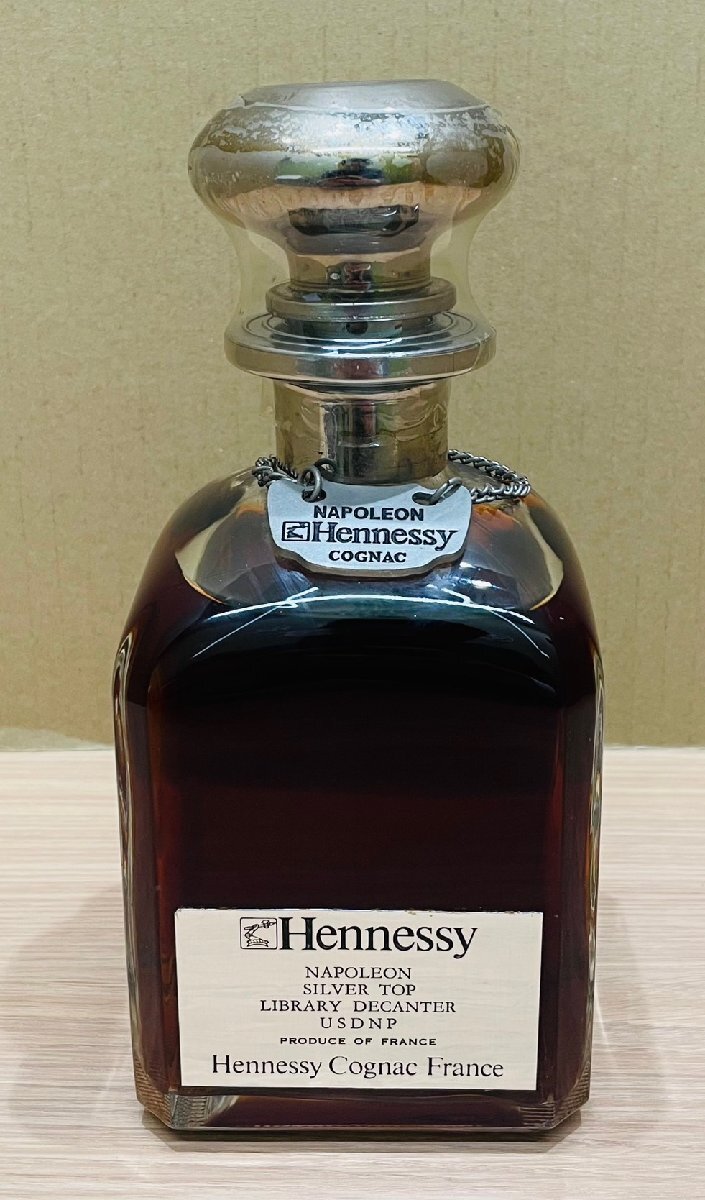 NAPOLEON
Hennessy
COGNAC
Hennessy
NAPOLEON
SILVER TOP
LIBRARY DECANTER
USDNP
PRODUCE OF FRANCE
Hennessy Cognac France